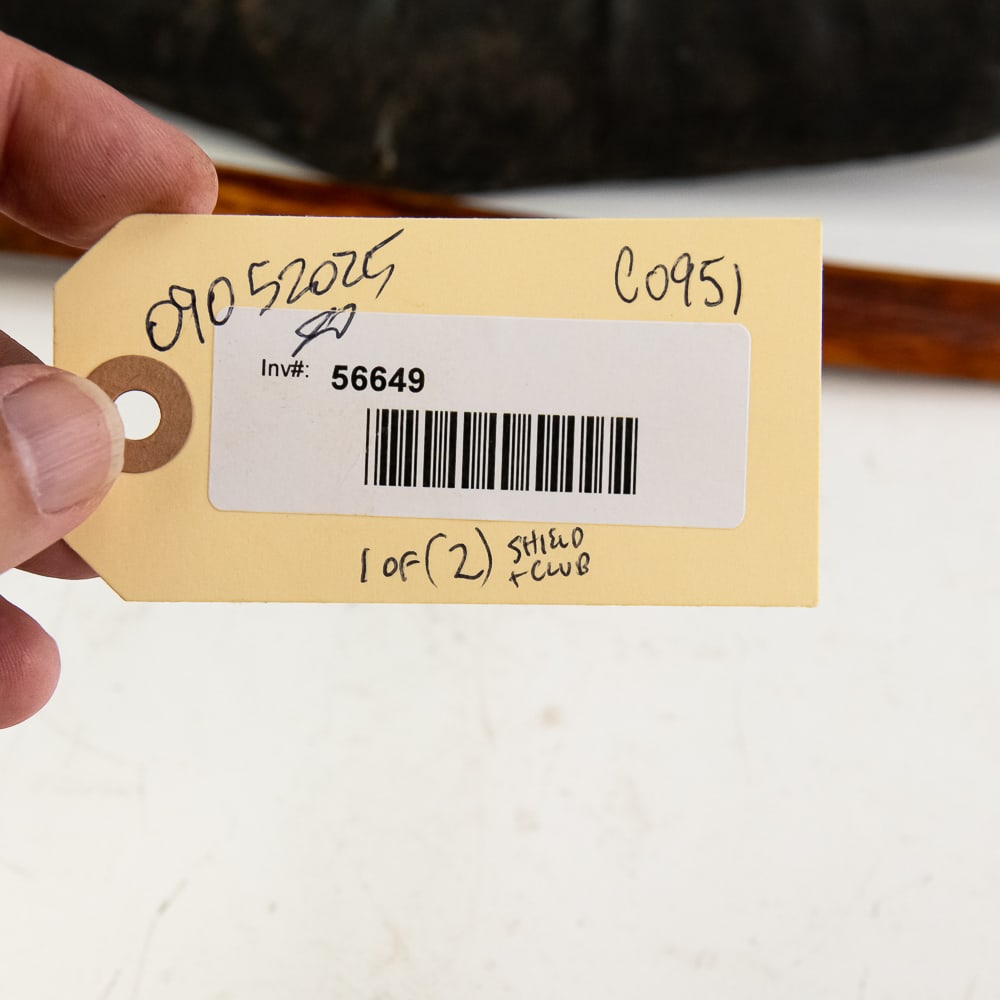 09052025
C0951
Inv#: 56649
1 OF (2) SHIELD
+ CLUB